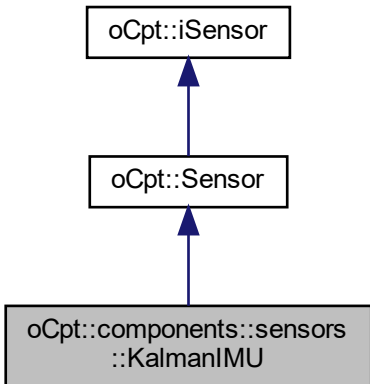 oCpt::iSensor
oCpt::Sensor
oCpt::components::sensors
::KalmanIMU